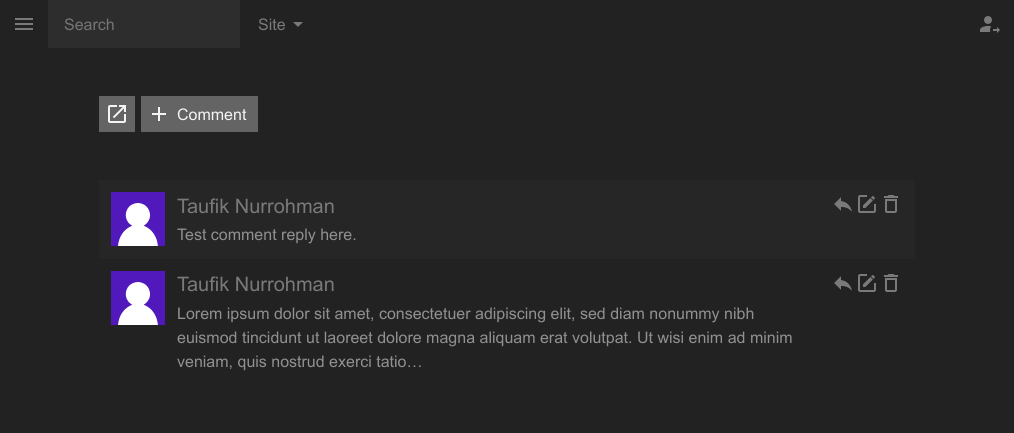 Search
Site
Comment
Taufik Nurrohman
Test comment reply here.
Taufik Nurrohman
Lorem ipsum dolor sit amet, consectetuer adipiscing elit, sed diam nonummy nibh
euismod tincidunt ut laoreet dolore magna aliquam erat volutpat. Ut wisi enim ad minim
veniam, quis nostrud exerci tatio…